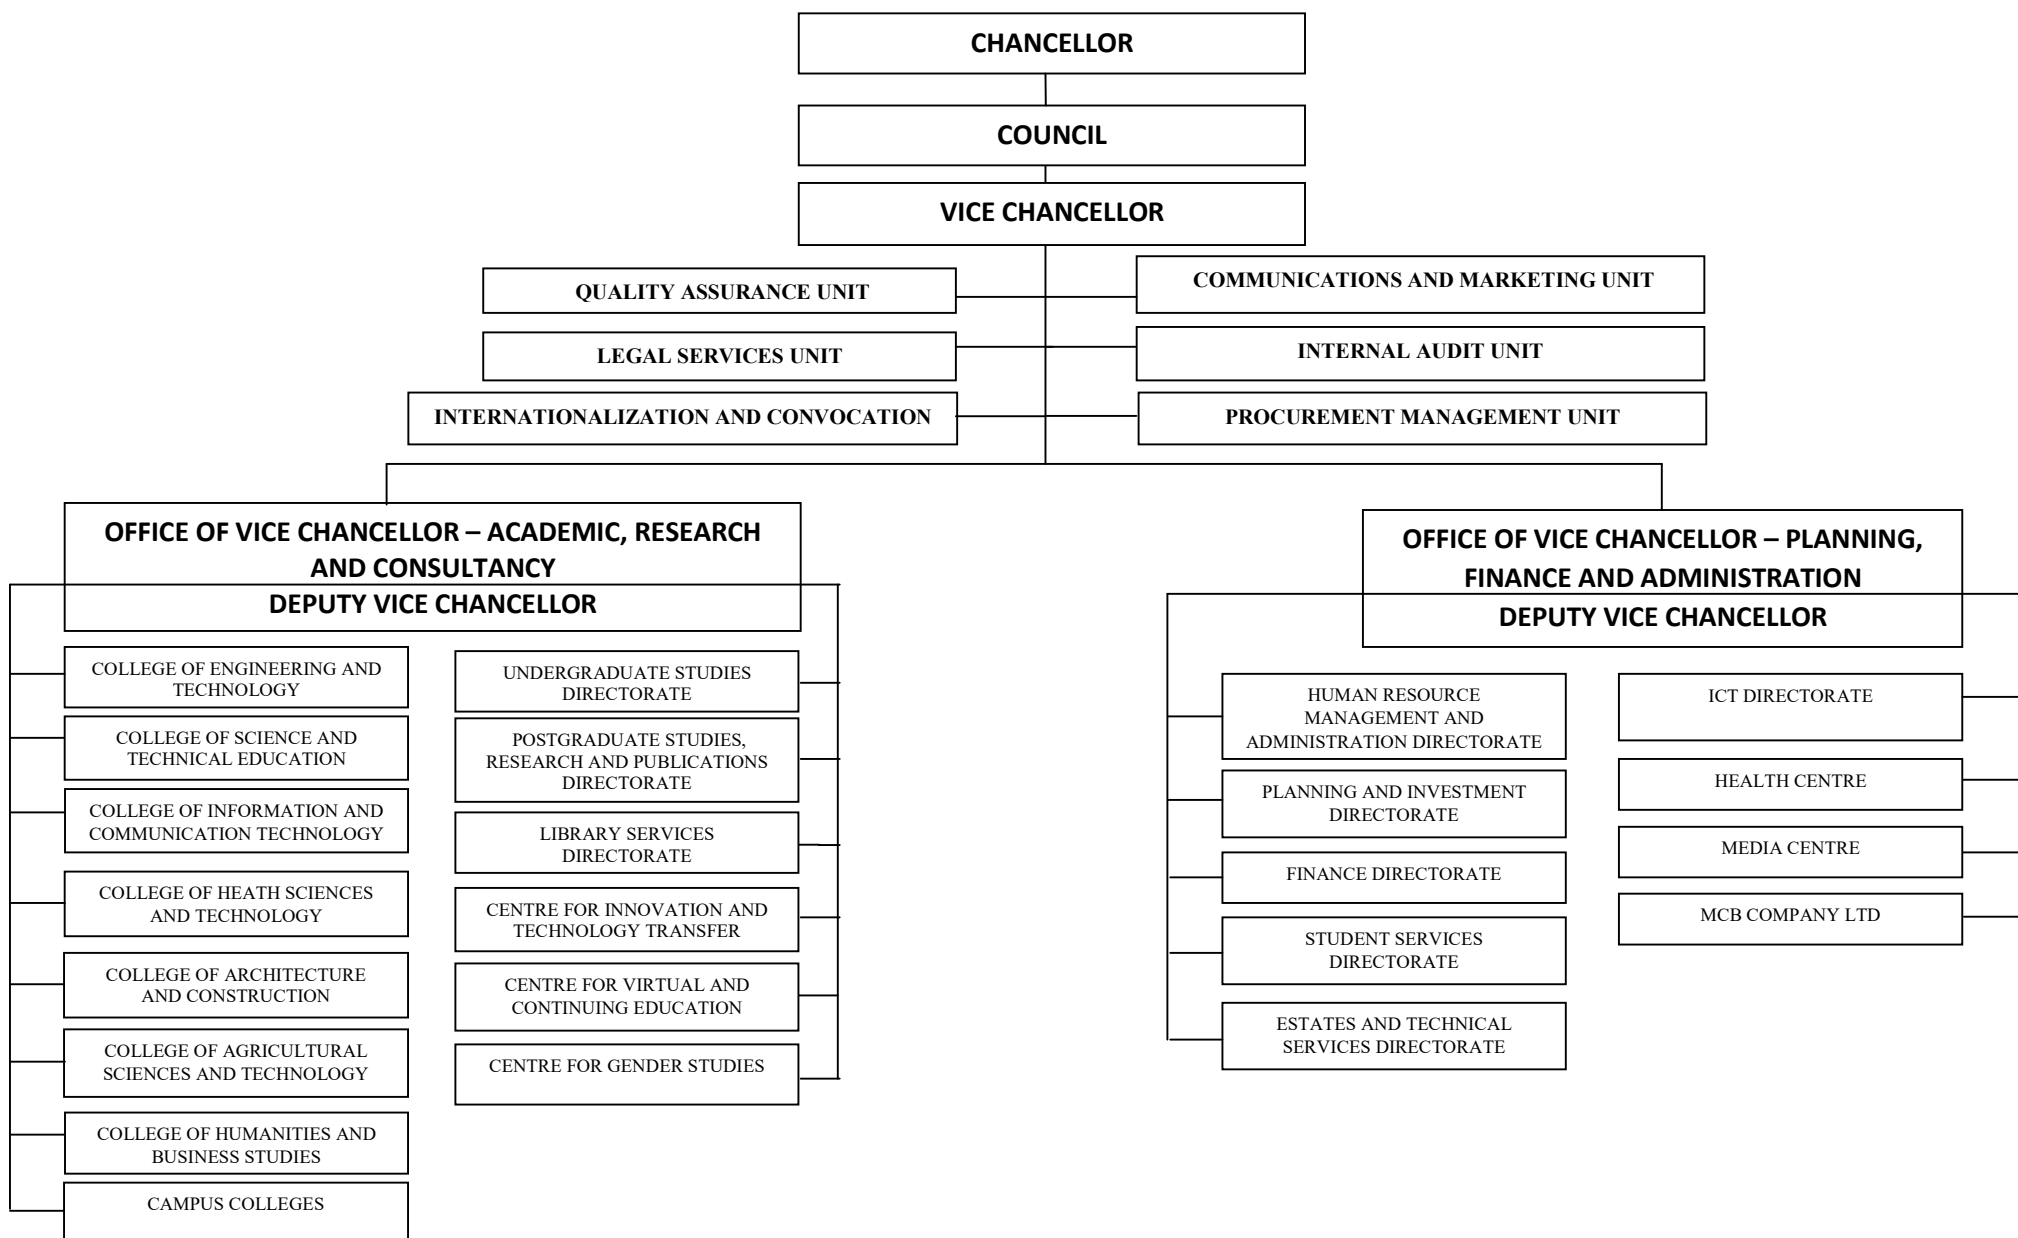 CHANCELLOR
COUNCIL
VICE CHANCELLOR
QUALITY ASSURANCE UNIT
COMMUNICATIONS AND MARKETING UNIT
LEGAL SERVICES UNIT
INTERNAL AUDIT UNIT
INTERNATIONALIZATION AND CONVOCATION
PROCUREMENT MANAGEMENT UNIT
OFFICE OF VICE CHANCELLOR – ACADEMIC, RESEARCH
AND CONSULTANCY
DEPUTY VICE CHANCELLOR
COLLEGE OF ENGINEERING AND
TECHNOLOGY
COLLEGE OF SCIENCE AND
TECHNICAL EDUCATION
COLLEGE OF INFORMATION AND
COMMUNICATION TECHNOLOGY
COLLEGE OF HEATH SCIENCES
AND TECHNOLOGY
COLLEGE OF ARCHITECTURE
AND CONSTRUCTION
COLLEGE OF AGRICULTURAL
SCIENCES AND TECHNOLOGY
COLLEGE OF HUMANITIES AND
BUSINESS STUDIES
CAMPUS COLLEGES
UNDERGRADUATE STUDIES
DIRECTORATE
POSTGRADUATE STUDIES,
RESEARCH AND PUBLICATIONS
DIRECTORATE
LIBRARY SERVICES
DIRECTORATE
CENTRE FOR INNOVATION AND
TECHNOLOGY TRANSFER
CENTRE FOR VIRTUAL AND
CONTINUING EDUCATION
CENTRE FOR GENDER STUDIES
OFFICE OF VICE CHANCELLOR – PLANNING,
FINANCE AND ADMINISTRATION
DEPUTY VICE CHANCELLOR
HUMAN RESOURCE
MANAGEMENT AND
ADMINISTRATION DIRECTORATE
PLANNING AND INVESTMENT
DIRECTORATE
FINANCE DIRECTORATE
STUDENT SERVICES
DIRECTORATE
ESTATES AND TECHNICAL
SERVICES DIRECTORATE
ICT DIRECTORATE
HEALTH CENTRE
MEDIA CENTRE
MCB COMPANY LTD